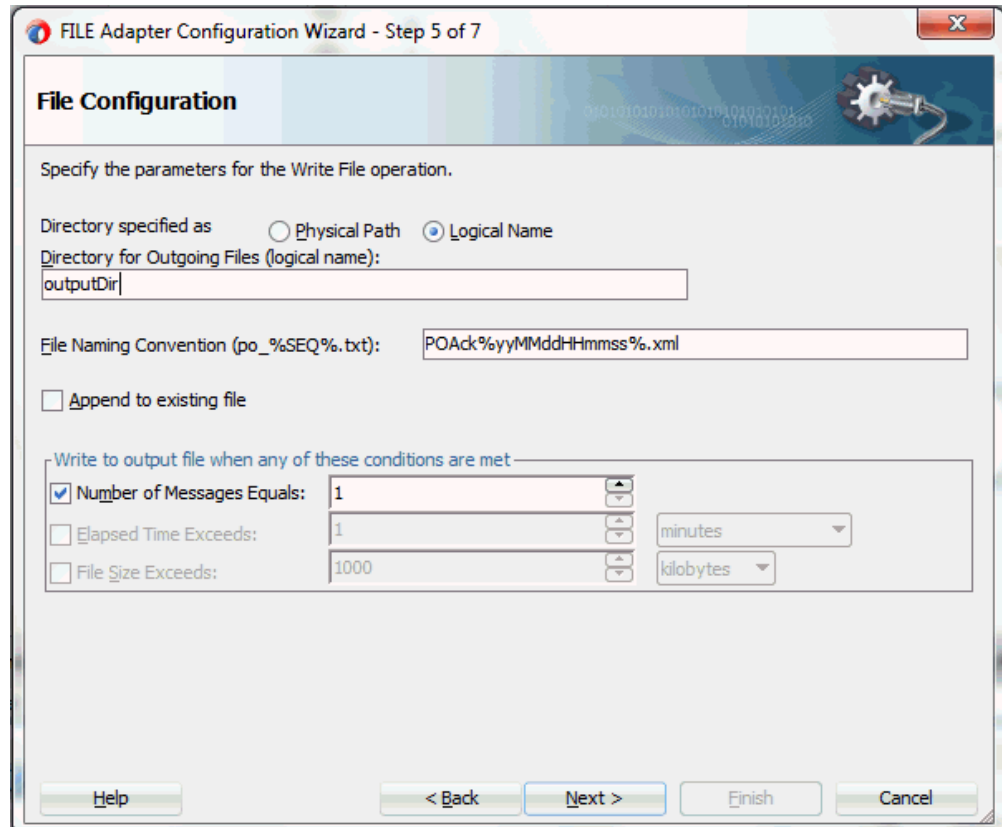 FILE Adapter Configuration Wizard - Step 5 of 7
File Configuration
Specify the parameters for the Write File operation.
Directory specified as Physical Path Logical Name
Directory for Outgoing Files (logical name):
outputDir
File Naming Convention (po_%SEQ%.txt): POAck%yyMMddHHmmss%.xml
Append to existing file
Write to output file when any of these conditions are met
Number of Messages Equals: 1
Elapsed Time Exceeds: 1 minutes
File Size Exceeds: 1000 kilobytes
Help < Back Next > Finish Cancel